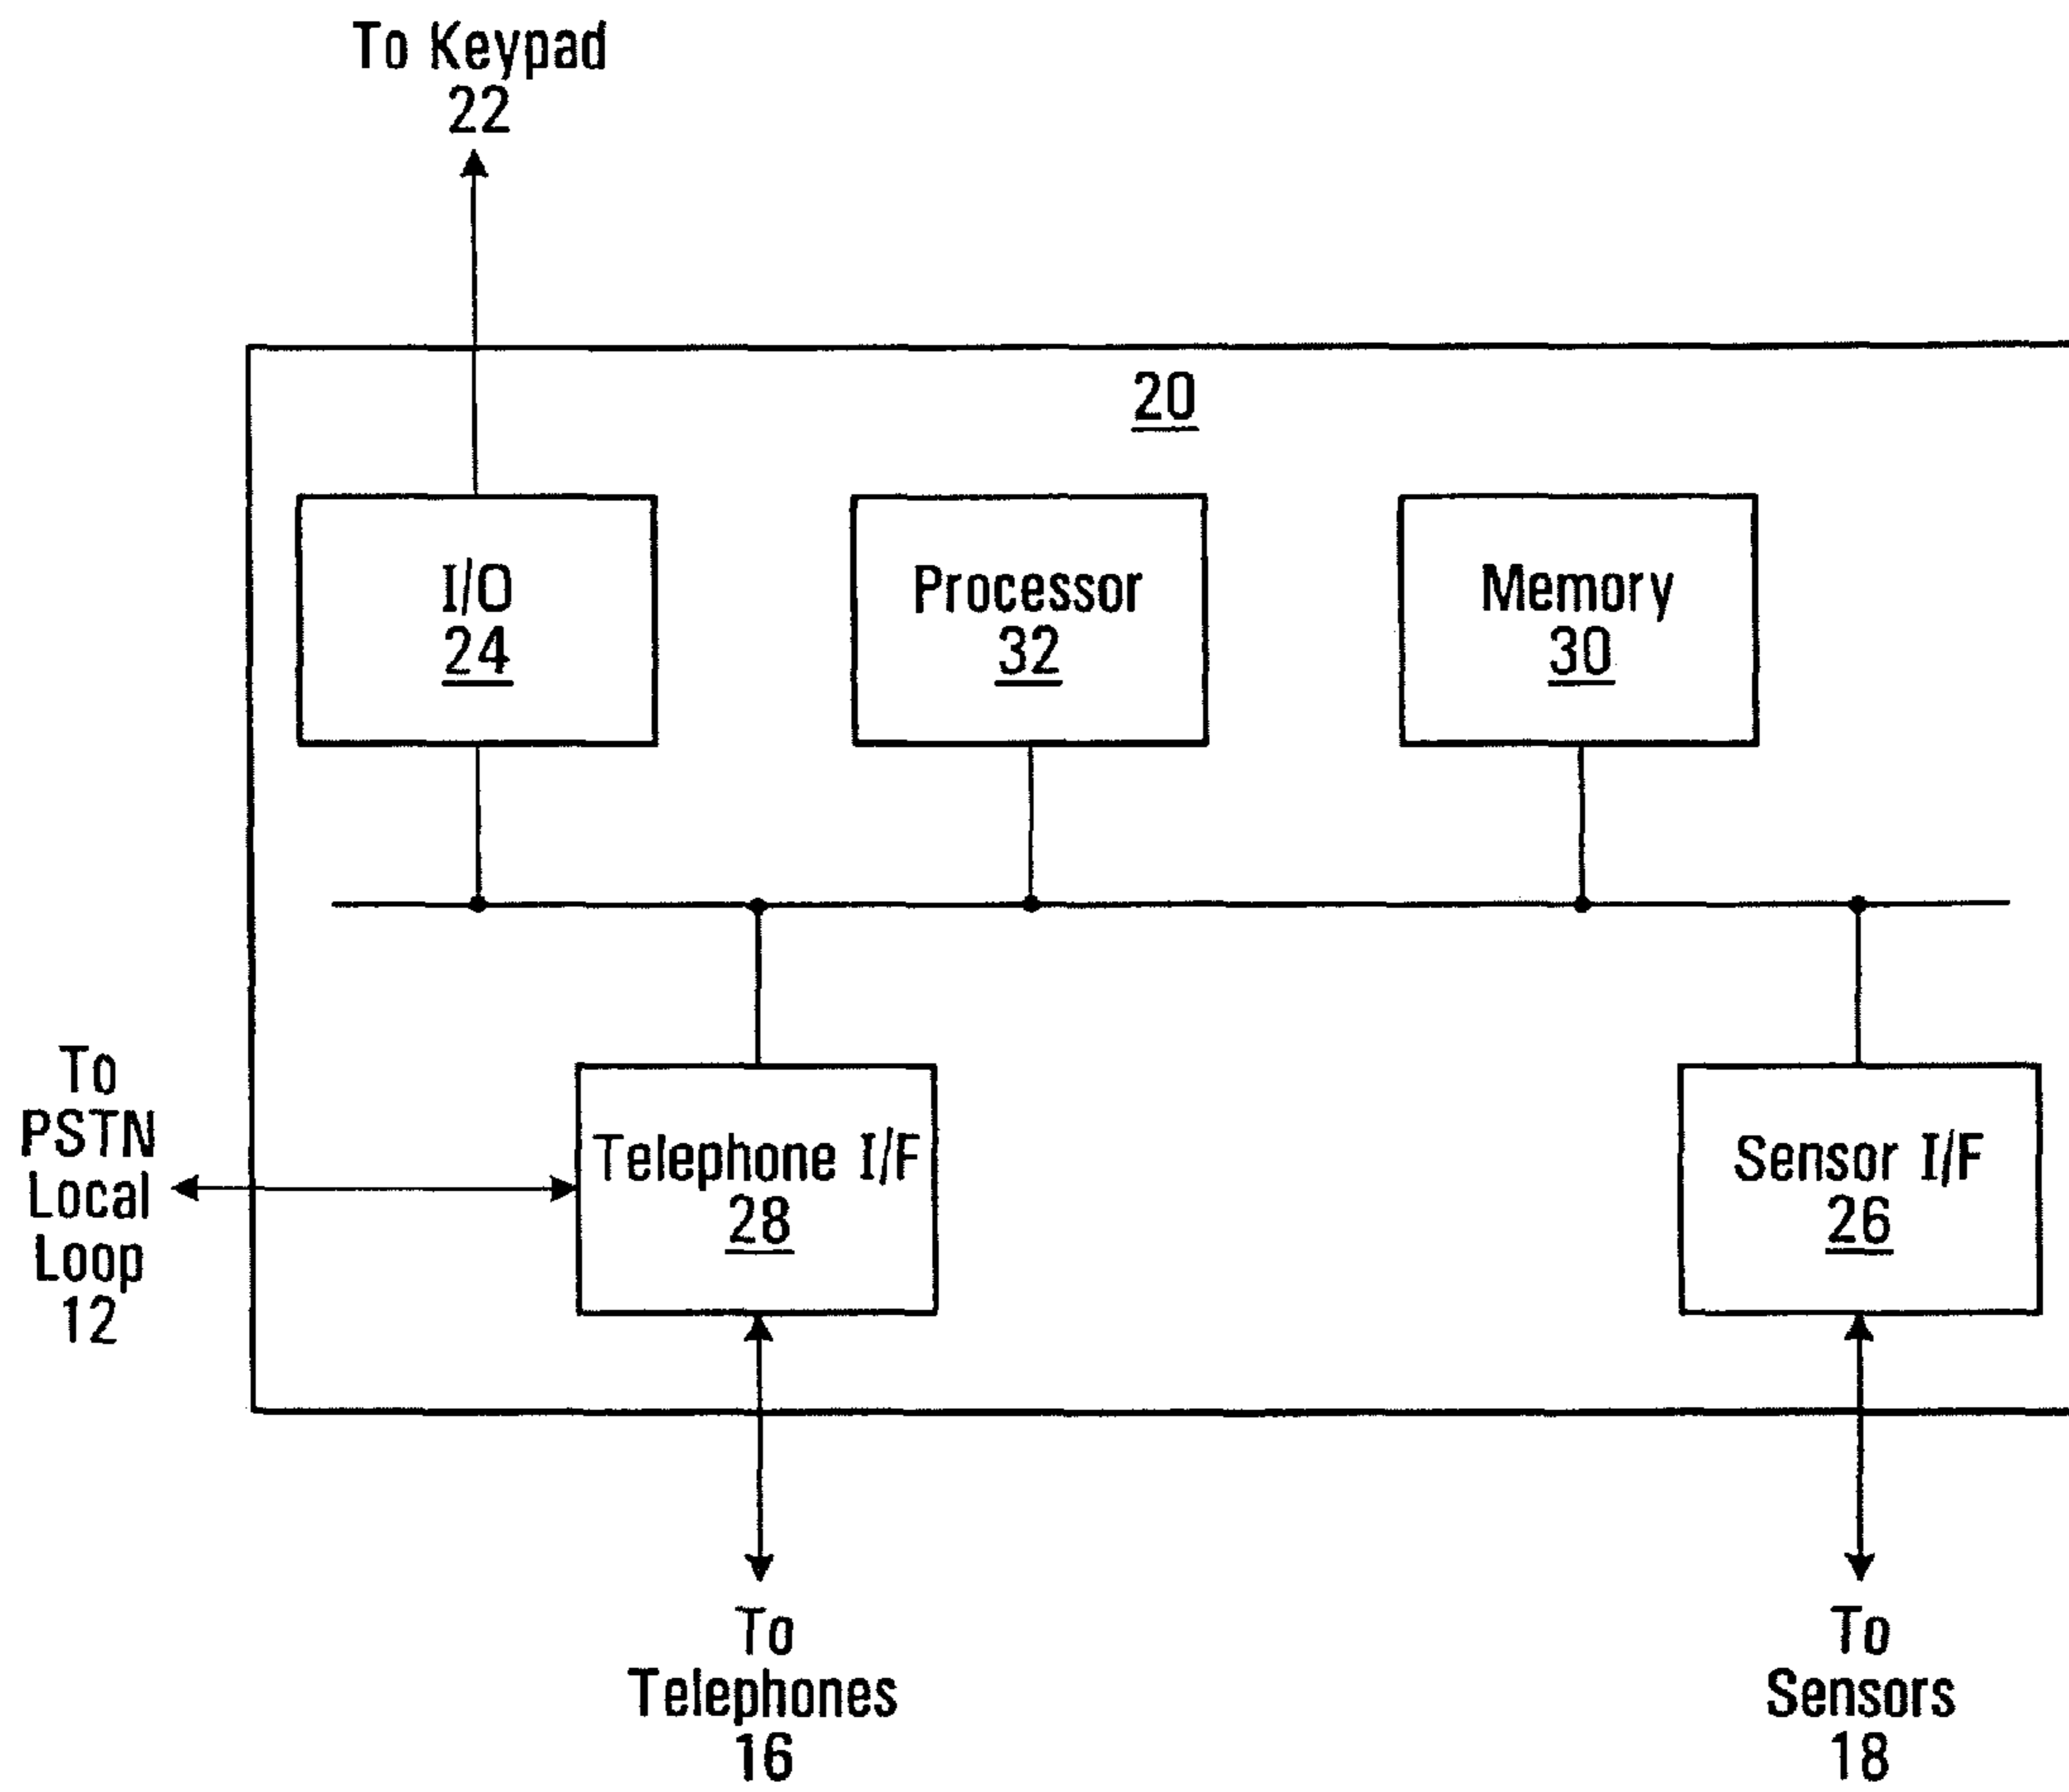 To Keypad
22
20
I/O
24
Processor
32
Memory
30
To
PSTN
Local
Loop
12
Telephone I/F
28
Sensor I/F
26
To
Telephones
16
To
Sensors
18